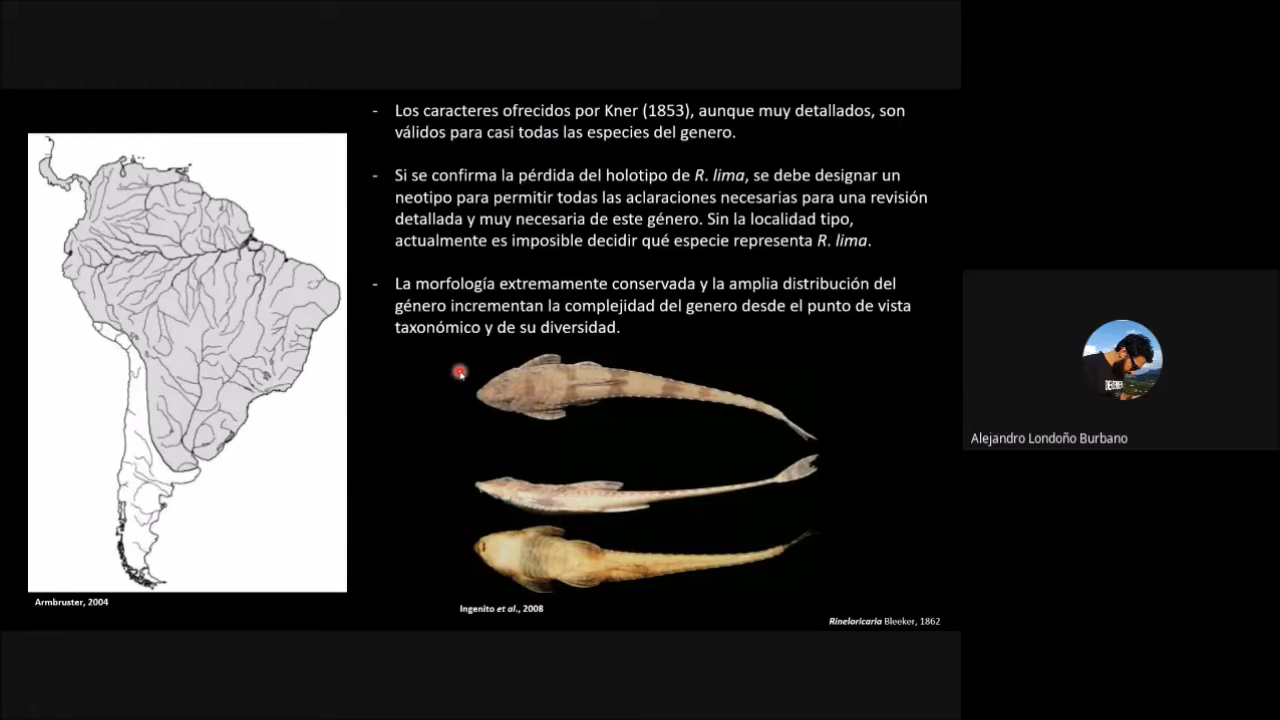 - Los caracteres ofrecidos por Kner (1853), aunque muy detallados, son
válidos para casi todas las especies del genero.
- Si se confirma la pérdida del holotipo de R. lima, se debe designar un
neotipo para permitir todas las aclaraciones necesarias para una revisión
detallada y muy necesaria de este género. Sin la localidad tipo,
actualmente es imposible decidir qué especie representa R. lima.
- La morfología extremamente conservada y la amplia distribución del
género incrementan la complejidad del genero desde el punto de vista
taxonómico y de su diversidad.
Armbruster, 2004
Ingenito et al., 2008
Rineloricaria Bleeker, 1862
Alejandro Londoño Burbano